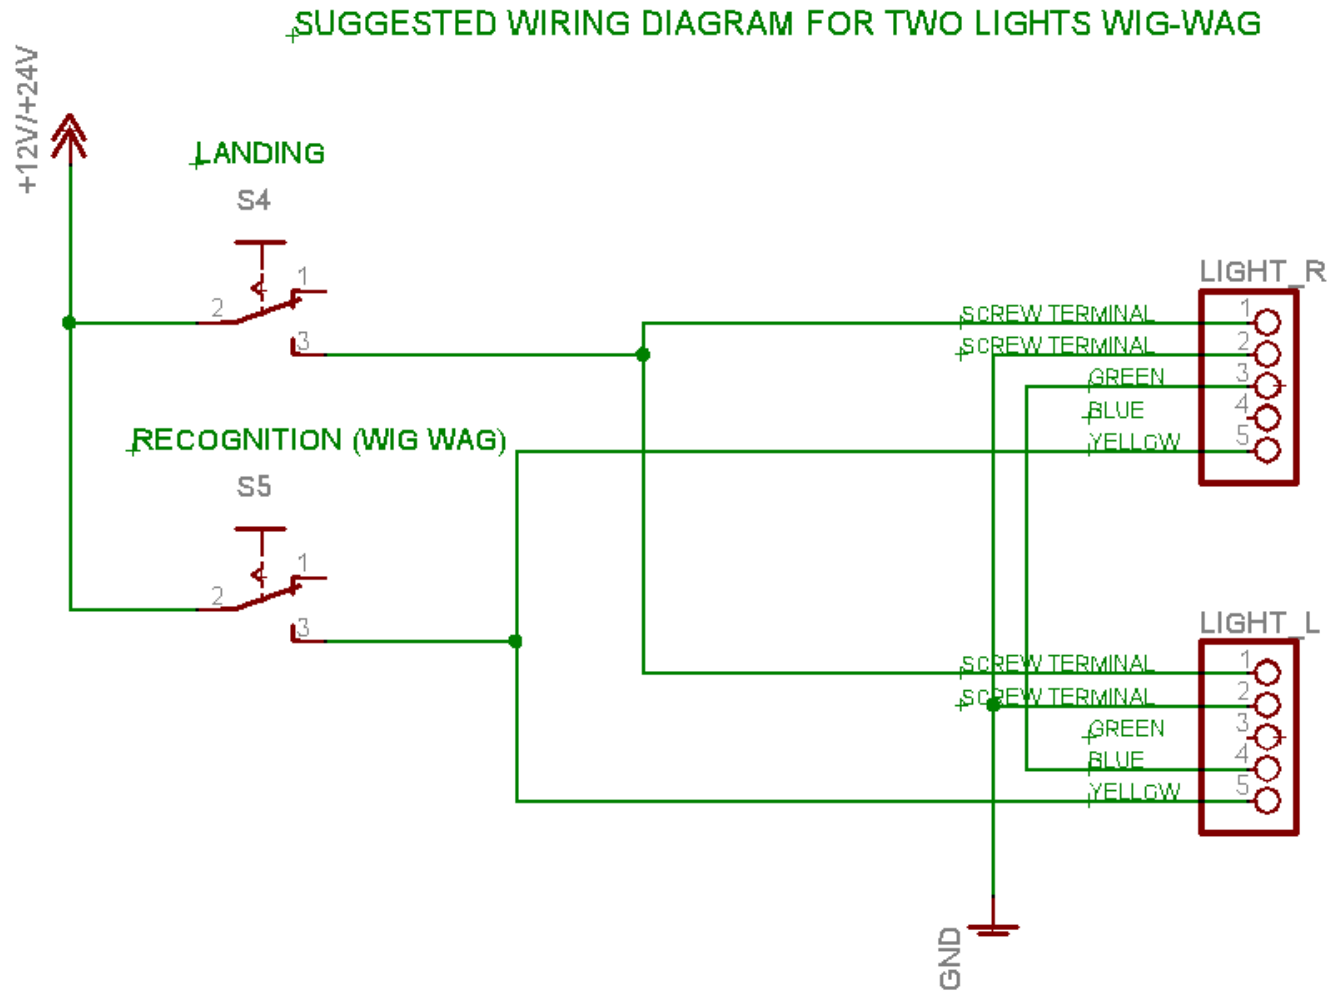 SUGGESTED WIRING DIAGRAM FOR TWO LIGHTS WIG-WAG
+12V/+24V
LANDING
S4
1
2
3
LIGHT_R
SCREW TERMINAL 1
SCREW TERMINAL 2
GREEN 3
BLUE 4
YELLOW 5
RECOGNITION (WIG WAG)
S5
1
2
3
LIGHT_L
SCREW TERMINAL 1
SCREW TERMINAL 2
GREEN 3
BLUE 4
YELLOW 5
GND